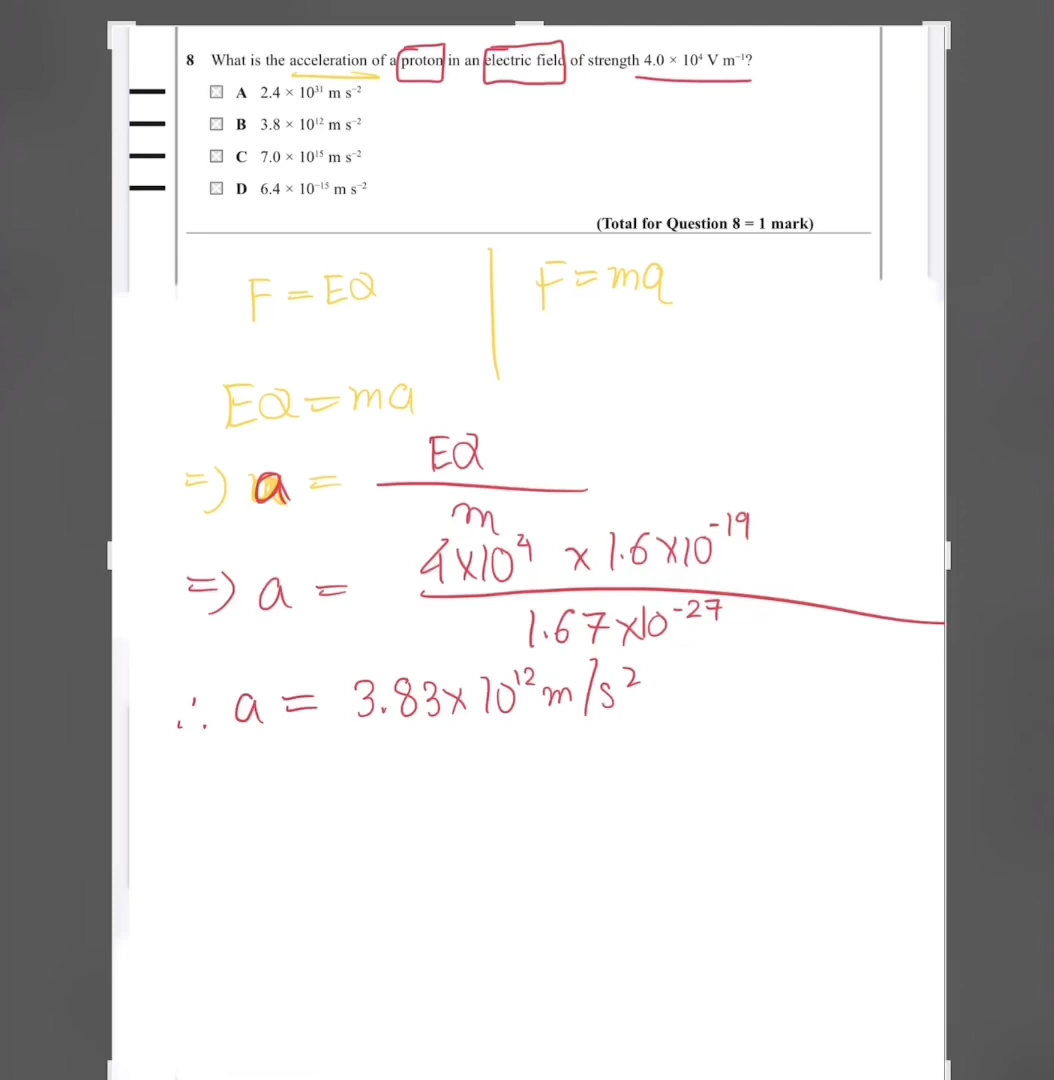 8 What is the acceleration of a proton in an electric field of strength 4.0 × 10⁴ V m⁻¹?
A 2.4 × 10³¹ m s⁻²
B 3.8 × 10¹² m s⁻²
C 7.0 × 10¹⁵ m s⁻²
D 6.4 × 10⁻¹⁵ m s⁻²
(Total for Question 8 = 1 mark)
F = EQ | F = ma
EQ = ma
=) a = EQ / m
=) a = 4×10⁴ × 1.6×10⁻¹⁹ / 1.67×10⁻²⁷
∴ a = 3.83×10¹² m/s²